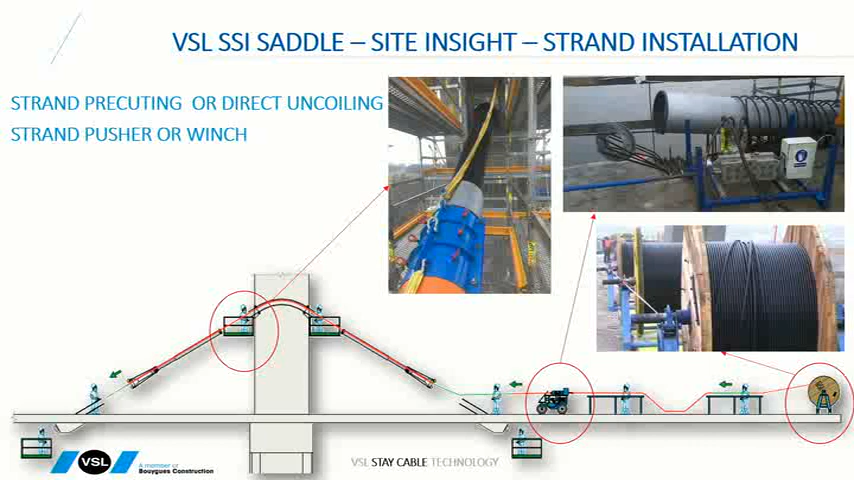 VSL SSI SADDLE – SITE INSIGHT – STRAND INSTALLATION
STRAND PRECUTING OR DIRECT UNCOILING
STRAND PUSHER OR WINCH
VSL
A member of
Bouygues Construction
VSL STAY CABLE TECHNOLOGY